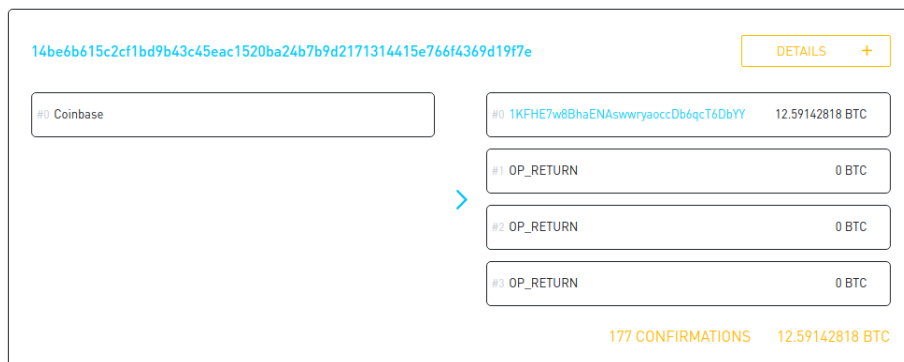 14be6b615c2cf1bd9b43c45eac1520ba24b7b9d2171314415e766f4369d19f7e
DETAILS +
#0 Coinbase
#0 1KFHE7w8BhaENAswwryaoccDb6qcT6DbYY 12.59142818 BTC
#1 OP_RETURN 0 BTC
#2 OP_RETURN 0 BTC
#3 OP_RETURN 0 BTC
177 CONFIRMATIONS 12.59142818 BTC